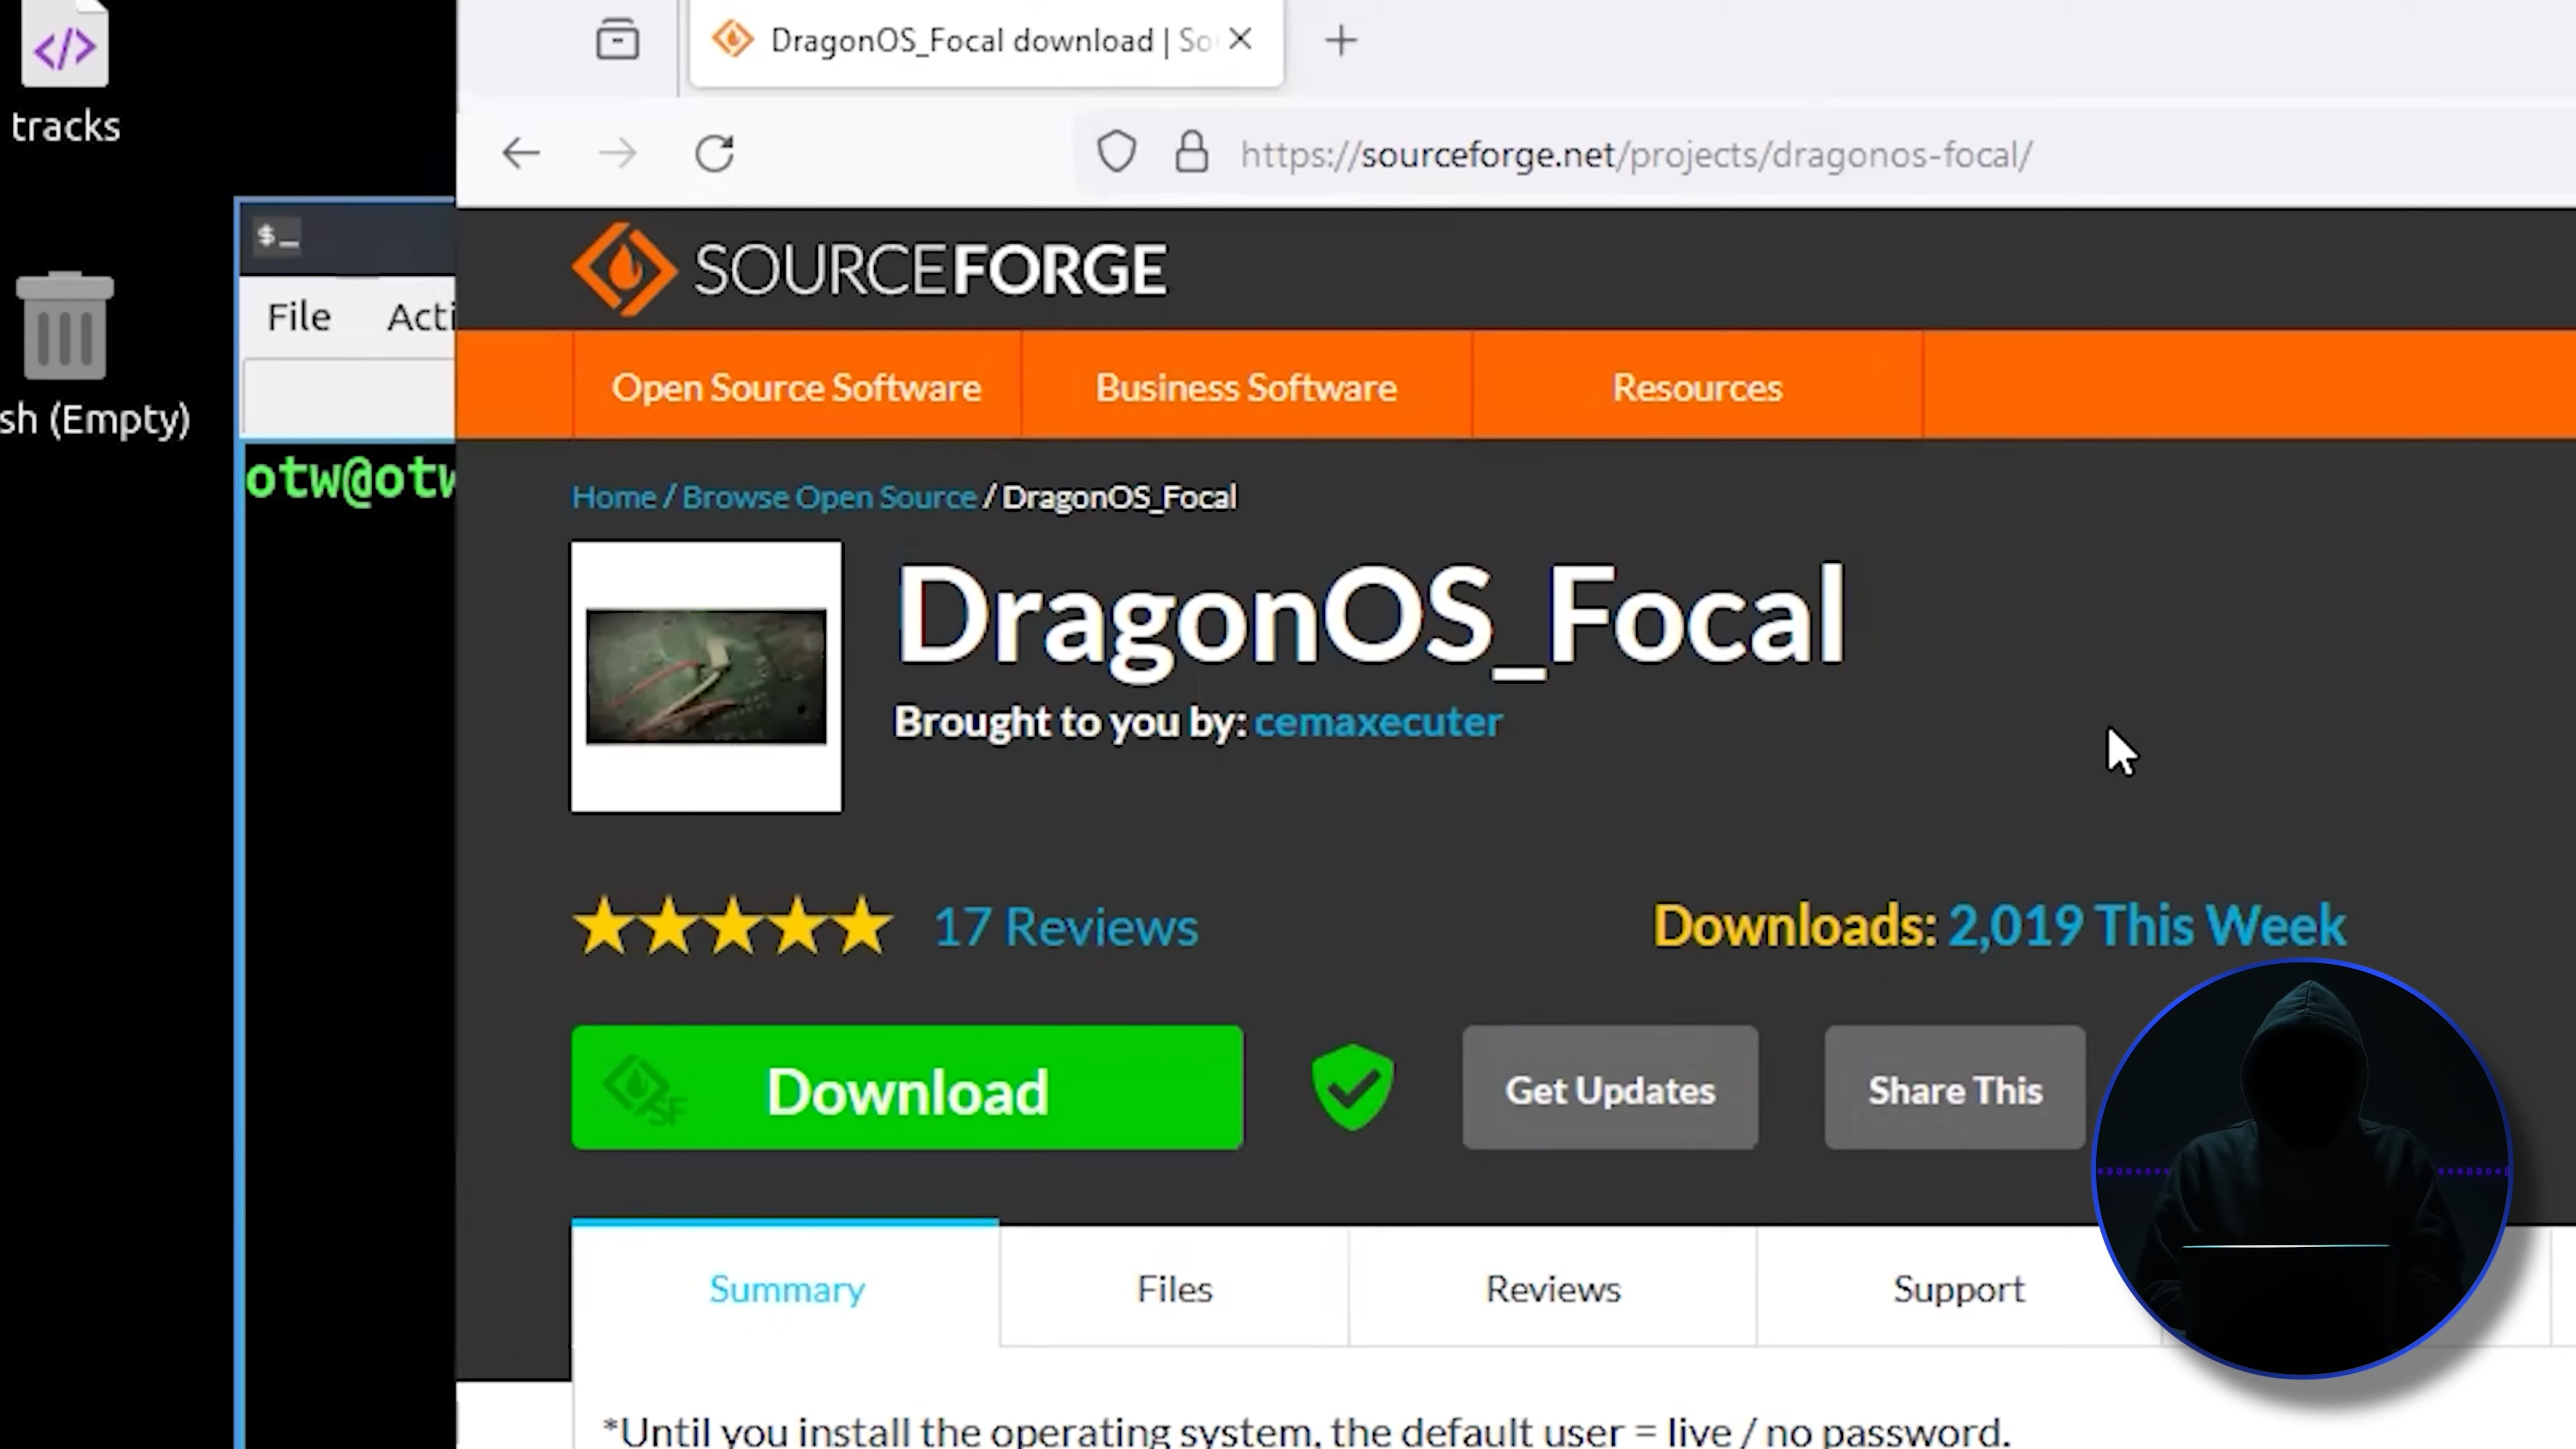 tracks
sh (Empty)
$_
File Acti
otw@otw
DragonOS_Focal download | So
https://sourceforge.net/projects/dragonos-focal/
SOURCEFORGE
Open Source Software Business Software Resources
Home / Browse Open Source / DragonOS_Focal
DragonOS_Focal
Brought to you by: cemaxecuter
17 Reviews Downloads: 2,019 This Week
SF Download Get Updates Share This
Summary Files Reviews Support
*Until you install the operating system, the default user = live / no password.